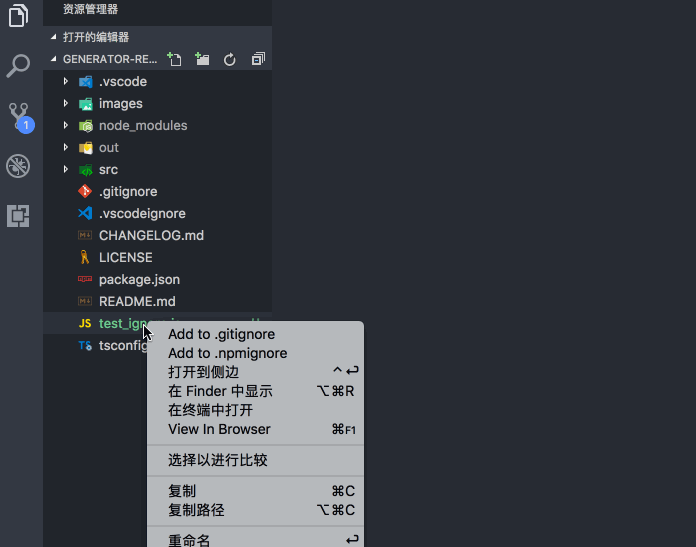 资源管理器
打开的编辑器
GENERATOR-RE...
.vscode
images
node_modules
out
src
.gitignore
.vscodeignore
CHANGELOG.md
LICENSE
package.json
README.md
JS test_ign
TS tsconfig
1
Add to .gitignore
Add to .npmignore
打开到侧边 ⌃↩
在 Finder 中显示 ⌥⌘R
在终端中打开
View In Browser ⌘F1
选择以进行比较
复制 ⌘C
复制路径 ⌥⌘C
重命名 ↩